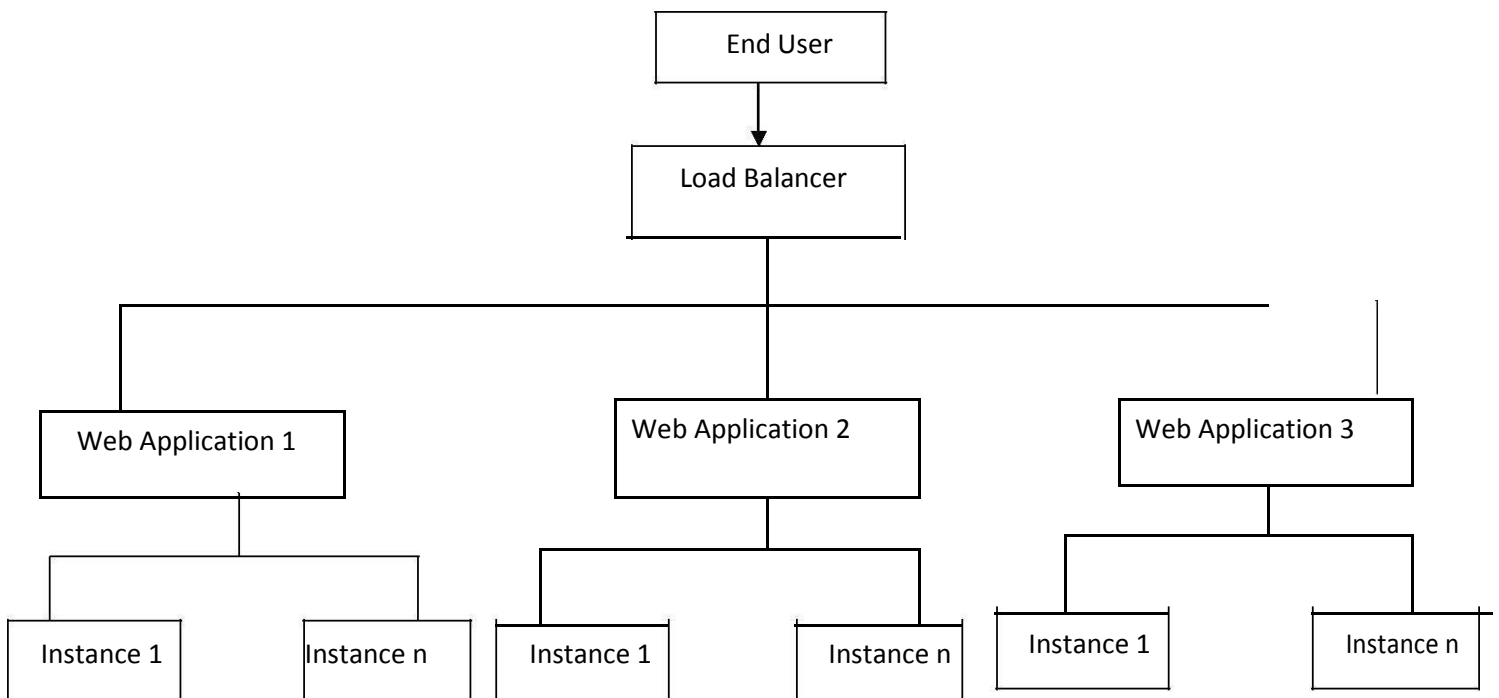 End User
Load Balancer
Web Application 1
Web Application 2
Web Application 3
Instance 1
Instance n
Instance 1
Instance n
Instance 1
Instance n